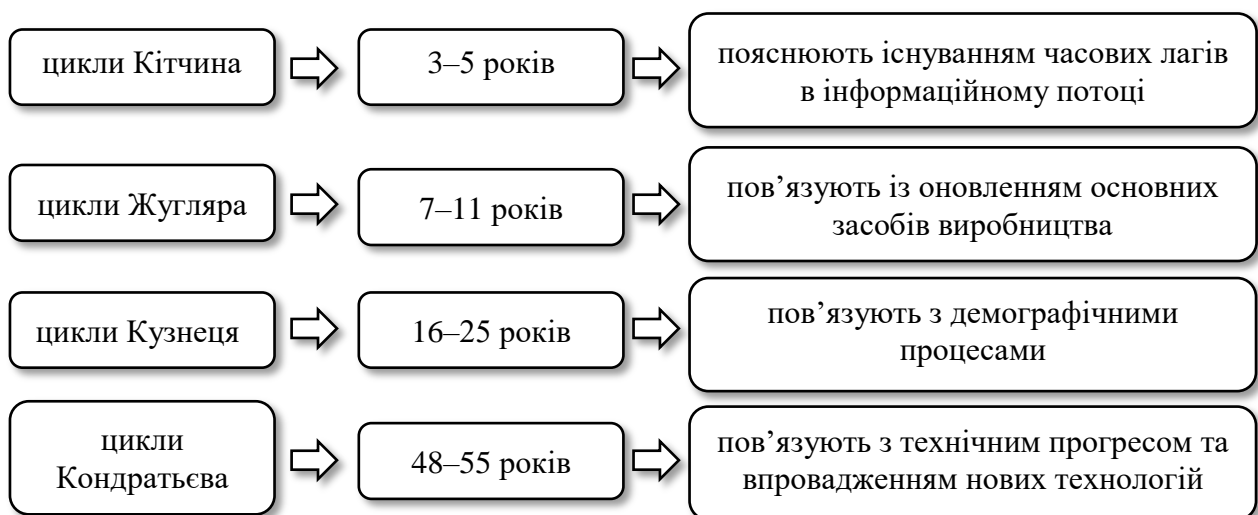 цикли Кітчина
3–5 років
пояснюють існуванням часових лагів
в інформаційному потоці
цикли Жугляра
7–11 років
пов’язують із оновленням основних
засобів виробництва
цикли Кузнеця
16–25 років
пов’язують з демографічними
процесами
цикли
Кондратьєва
48–55 років
пов’язують з технічним прогресом та
впровадженням нових технологій